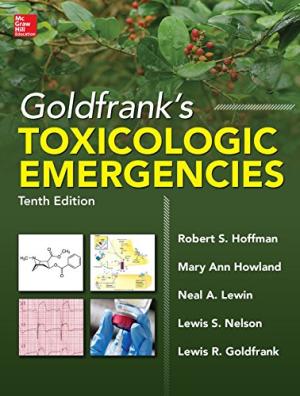 Mc
Graw
Hill
Education
Goldfrank's
TOXICOLOGIC
EMERGENCIES
Tenth Edition
Robert S. Hoffman
Mary Ann Howland
Neal A. Lewin
Lewis S. Nelson
Lewis R. Goldfrank